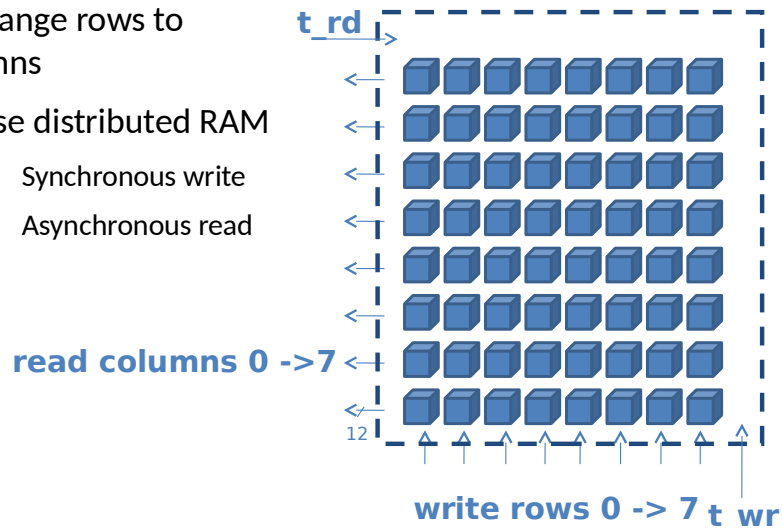 ange rows to
nns
se distributed RAM
Synchronous write
Asynchronous read
t_rd
read columns 0 ->7
12
write rows 0 -> 7
t_wr